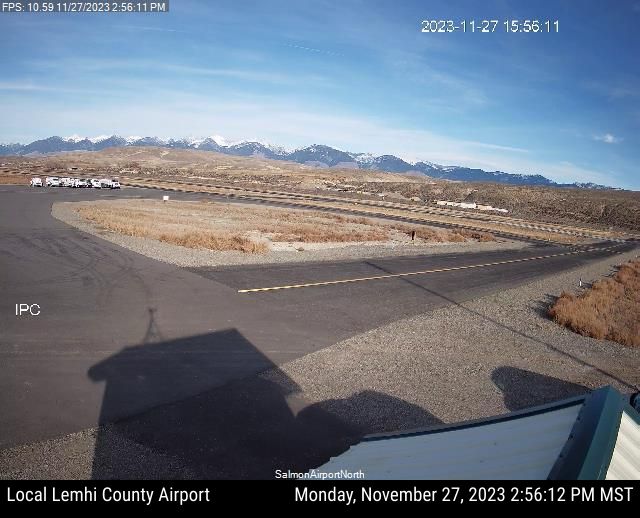 FPS: 10.59 11/27/2023 2:56:11 PM
2023-11-27 15:56:11
IPC
SalmonAirportNorth
Local Lemhi County Airport
Monday, November 27, 2023 2:56:12 PM MST